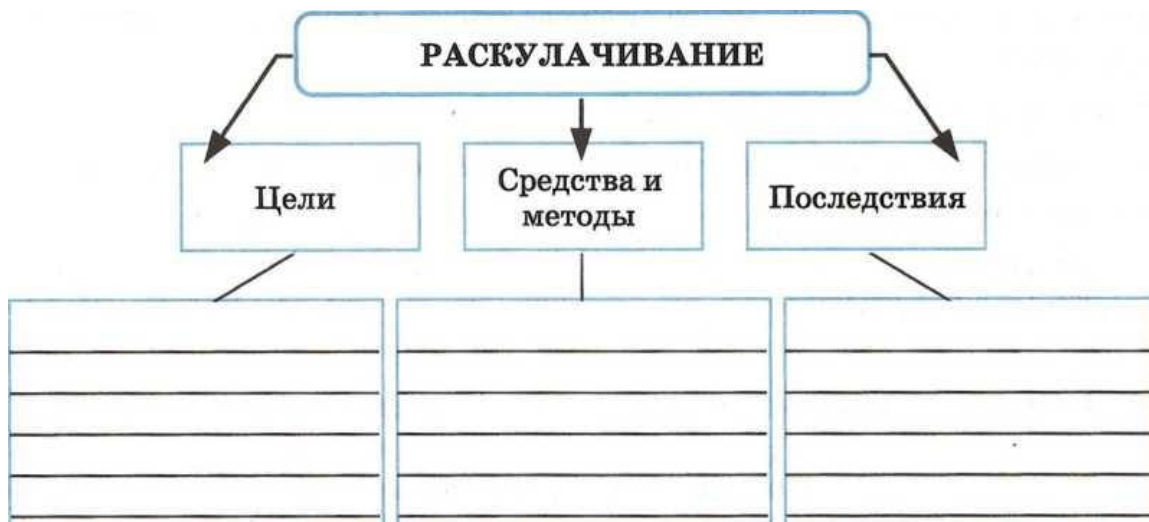 РАСКУЛАЧИВАНИЕ
Цели
Средства и
методы
Последствия